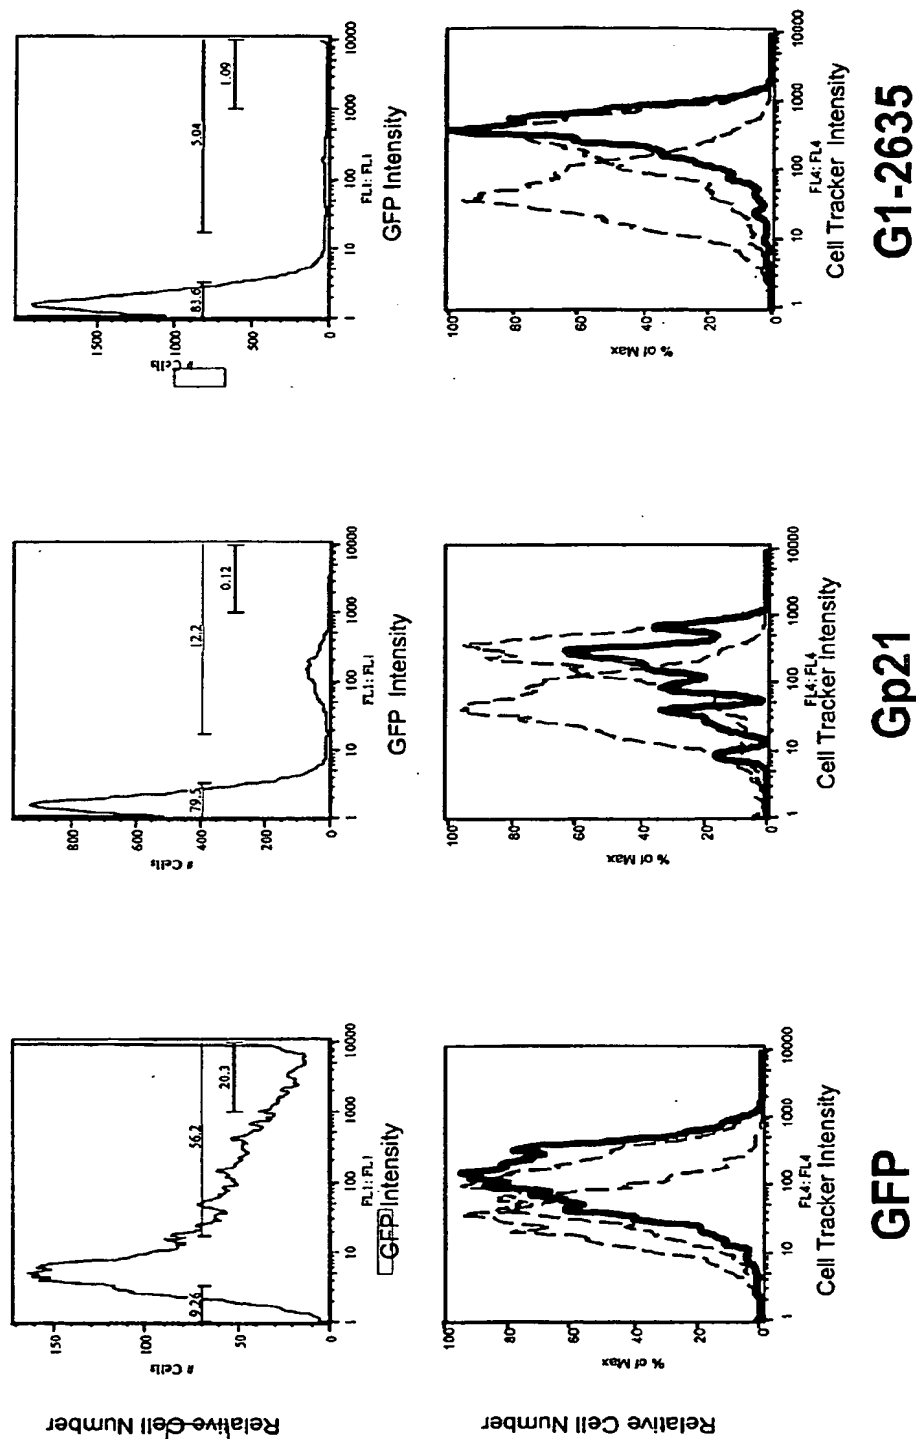 Relative Cell Number
# Cells
150
100
50
0
9.26
56.2
20.3
1 10 100 1000 10000
FL1: FL1
GFP Intensity
# Cells
800
600
400
200
0
79.5
12.2
0.12
1 10 100 1000 10000
FL1: FL1
GFP Intensity
# Cells
1500
1000
500
0
83.6
5.04
1.09
1 10 100 1000 10000
FL1: FL1
GFP Intensity
Relative Cell Number
% of Max
100
80
60
40
20
0
1 10 100 1000 10000
FL4: FL4
Cell Tracker Intensity
GFP
% of Max
100
80
60
40
20
0
1 10 100 1000 10000
FL4: FL4
Cell Tracker Intensity
Gp21
% of Max
100
80
60
40
20
0
1 10 100 1000 10000
FL4: FL4
Cell Tracker Intensity
G1-2635